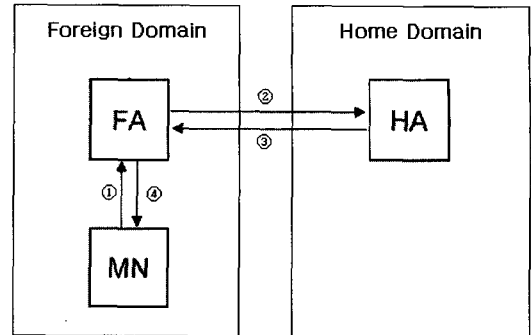 Foreign Domain
Home Domain
②
FA
HA
③
① ④
MN